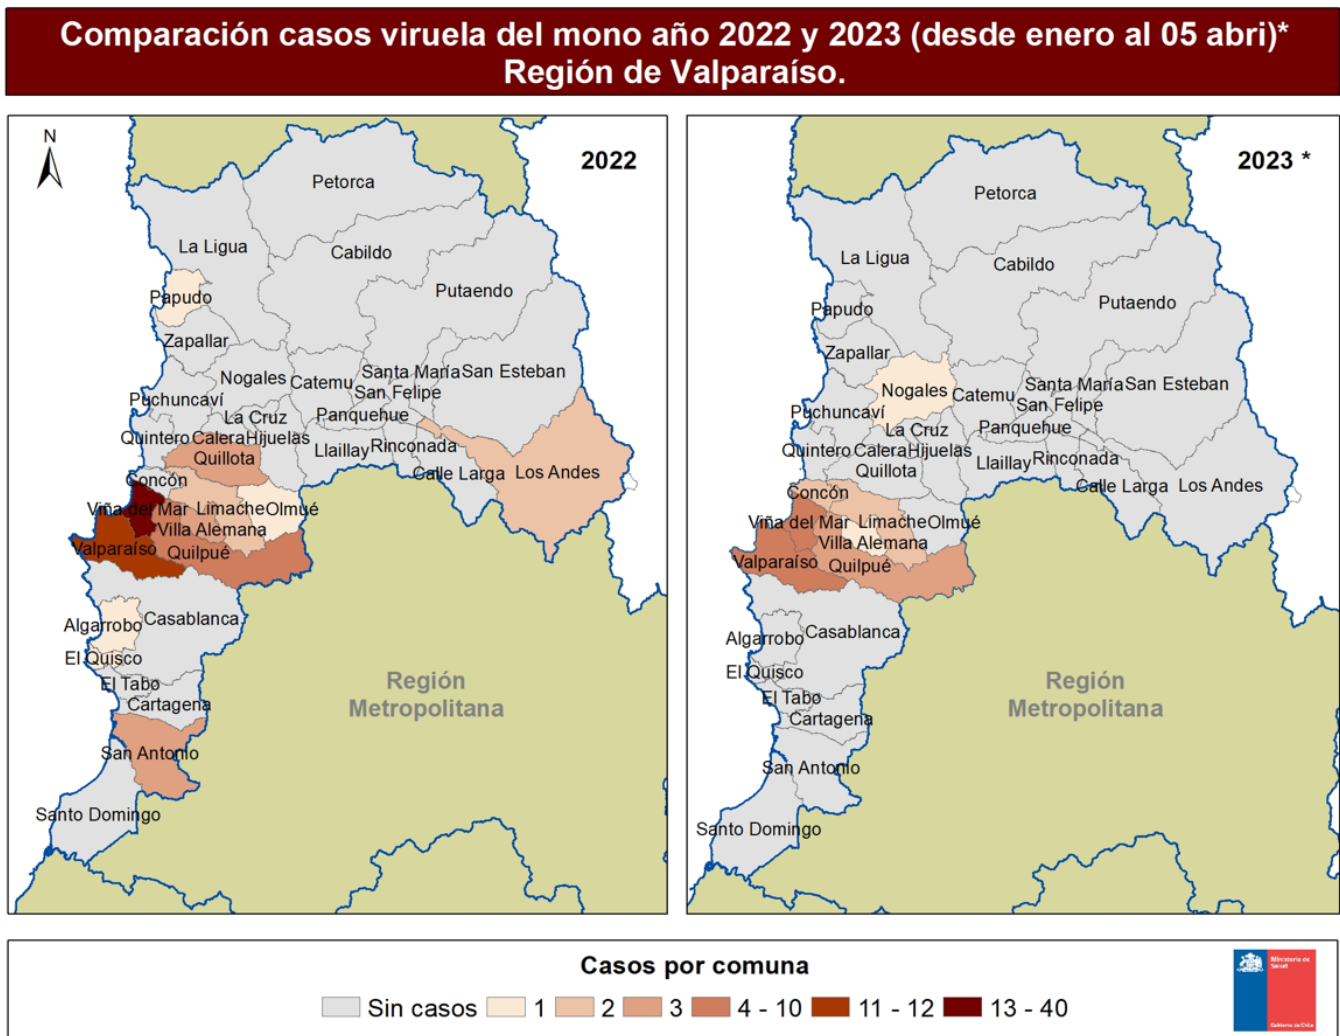 Comparación casos viruela del mono año 2022 y 2023 (desde enero al 05 abri)*
Región de Valparaíso.
N
2022
Petorca
La Ligua
Cabildo
Putaendo
Papudo
Zapallar
Santa María
San Esteban
Nogales
Catemu
San Felipe
Puchuncaví
La Cruz
Panquehue
Quintero
Calera
Hijuelas
Llaillay
Rinconada
Quillota
Calle Larga
Los Andes
Concón
Viña del Mar
Limache
Olmué
Villa Alemana
Valparaíso
Quilpué
Algarrobo
Casablanca
El Quisco
El Tabo
Cartagena
San Antonio
Santo Domingo
Región
Metropolitana
2023 *
Petorca
La Ligua
Cabildo
Putaendo
Papudo
Zapallar
Nogales
Santa María
San Esteban
Catemu
San Felipe
Puchuncaví
La Cruz
Panquehue
Quintero
Calera
Hijuelas
Llaillay
Rinconada
Quillota
Calle Larga
Los Andes
Concón
Viña del Mar
Limache
Olmué
Villa Alemana
Valparaíso
Quilpué
Algarrobo
Casablanca
El Quisco
El Tabo
Cartagena
San Antonio
Santo Domingo
Región
Metropolitana
Casos por comuna
Sin casos
1
2
3
4 - 10
11 - 12
13 - 40
Ministerio de
Salud
Gobierno de Chile